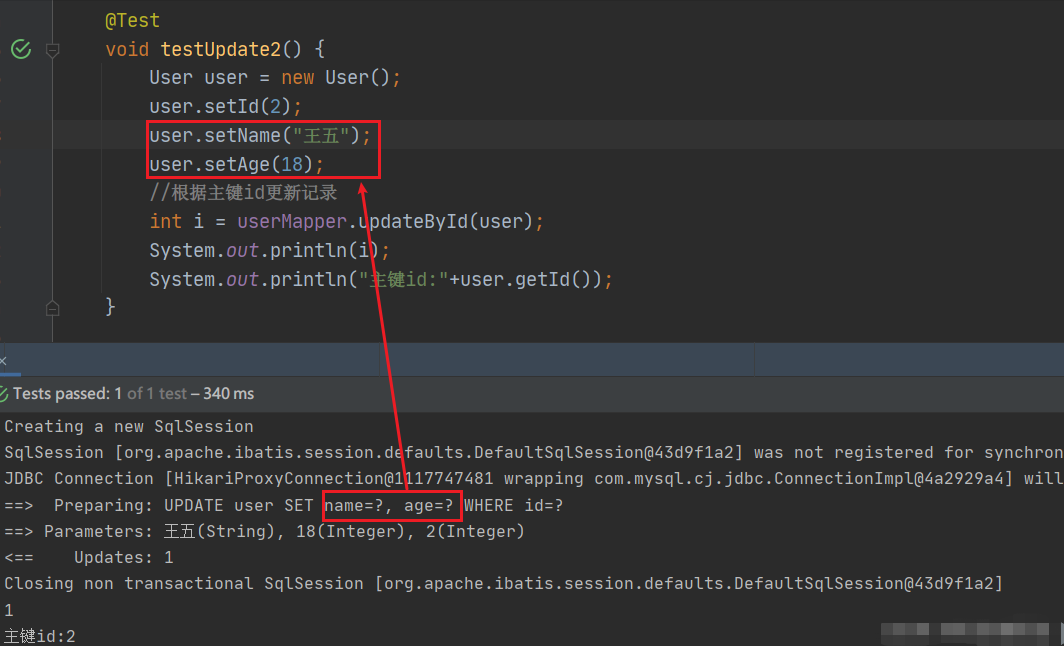 @Test
void testUpdate2() {
User user = new User();
user.setId(2);
user.setName("王五");
user.setAge(18);
//根据主键id更新记录
int i = userMapper.updateById(user);
System.out.println(i);
System.out.println("主键id:"+user.getId());
}
Tests passed: 1 of 1 test – 340 ms
Creating a new SqlSession
SqlSession [org.apache.ibatis.session.defaults.DefaultSqlSession@43d9f1a2] was not registered for synchron
JDBC Connection [HikariProxyConnection@1117747481 wrapping com.mysql.cj.jdbc.ConnectionImpl@4a2929a4] will
==>  Preparing: UPDATE user SET name=?, age=? WHERE id=?
==> Parameters: 王五(String), 18(Integer), 2(Integer)
<==    Updates: 1
Closing non transactional SqlSession [org.apache.ibatis.session.defaults.DefaultSqlSession@43d9f1a2]
1
主键id:2